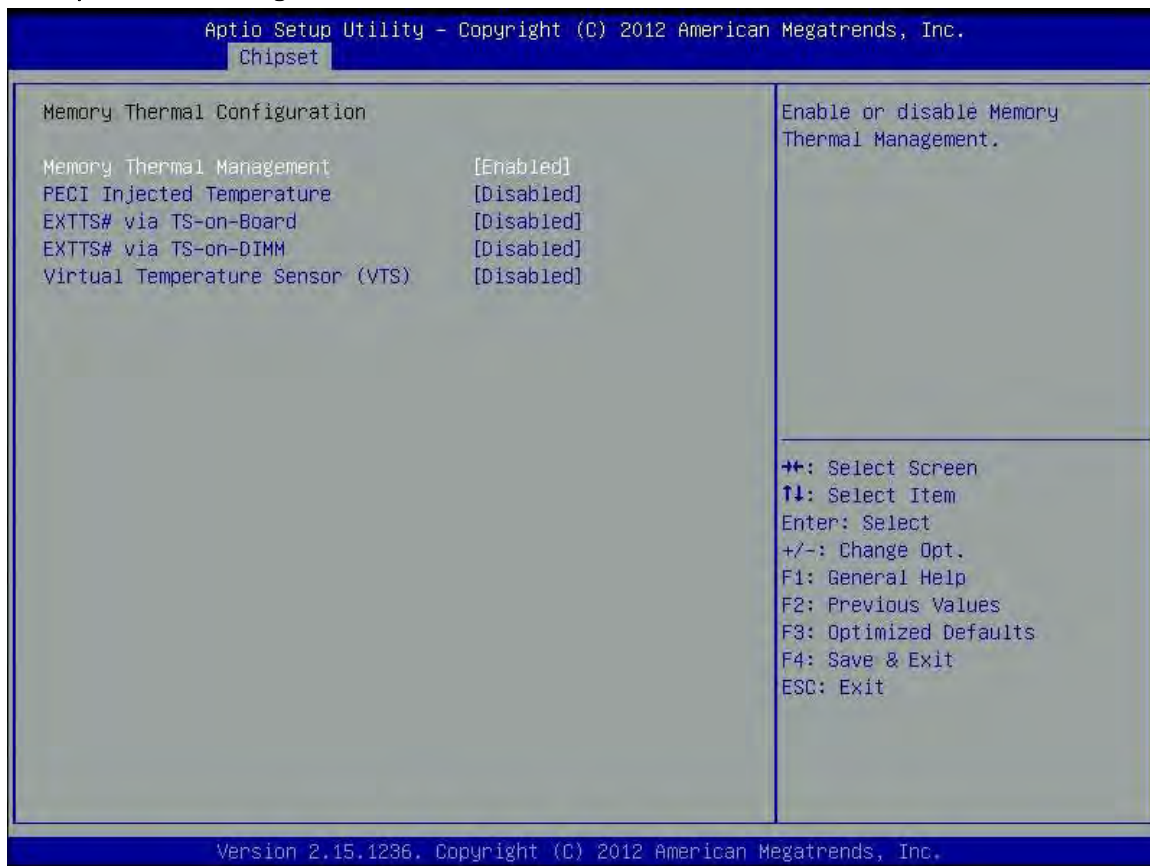 Aptio Setup Utility – Copyright (C) 2012 American Megatrends, Inc.
Chipset
Memory Thermal Configuration
Memory Thermal Management [Enabled]
PECI Injected Temperature [Disabled]
EXTTS# via TS-on-Board [Disabled]
EXTTS# via TS-on-DIMM [Disabled]
Virtual Temperature Sensor (VTS) [Disabled]
Enable or disable Memory
Thermal Management.
→←: Select Screen
↑↓: Select Item
Enter: Select
+/-: Change Opt.
F1: General Help
F2: Previous Values
F3: Optimized Defaults
F4: Save & Exit
ESC: Exit
Version 2.15.1236. Copyright (C) 2012 American Megatrends, Inc.